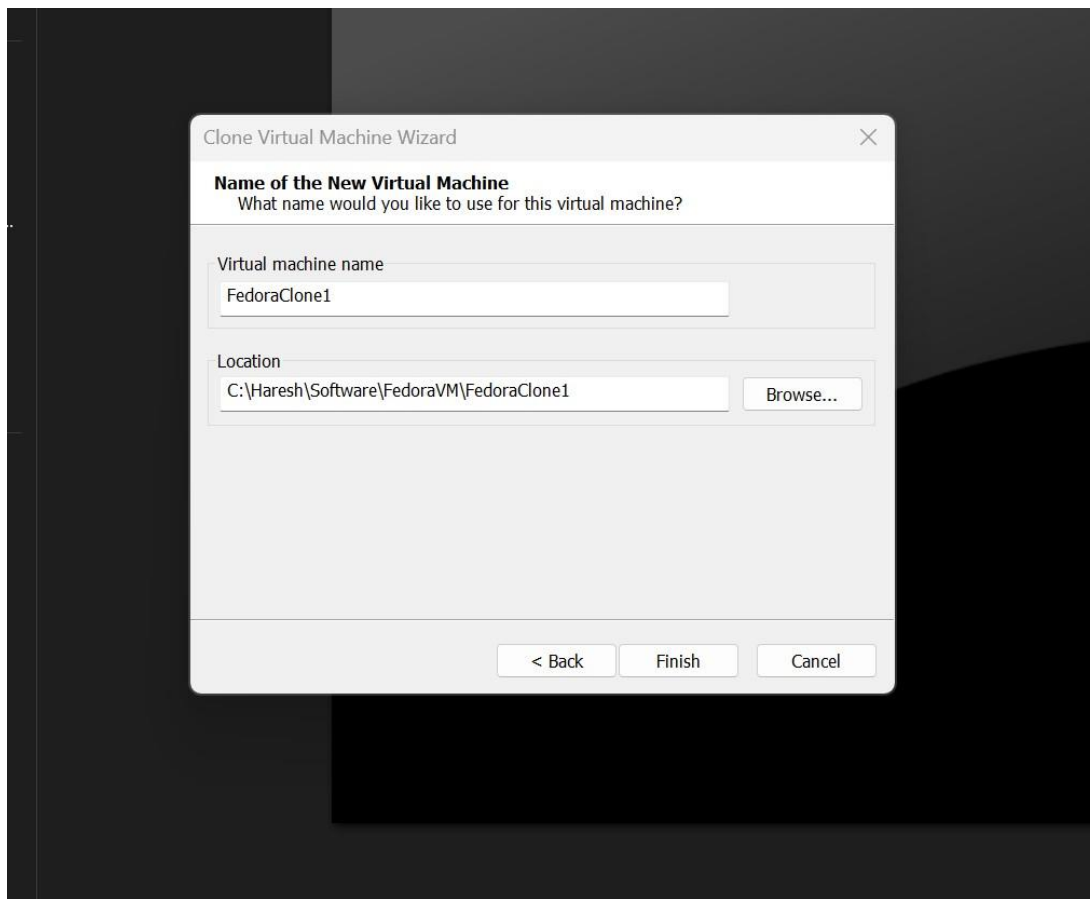 Clone Virtual Machine Wizard
Name of the New Virtual Machine
What name would you like to use for this virtual machine?
Virtual machine name
FedoraClone1
Location
C:\Haresh\Software\FedoraVM\FedoraClone1
Browse...
< Back
Finish
Cancel